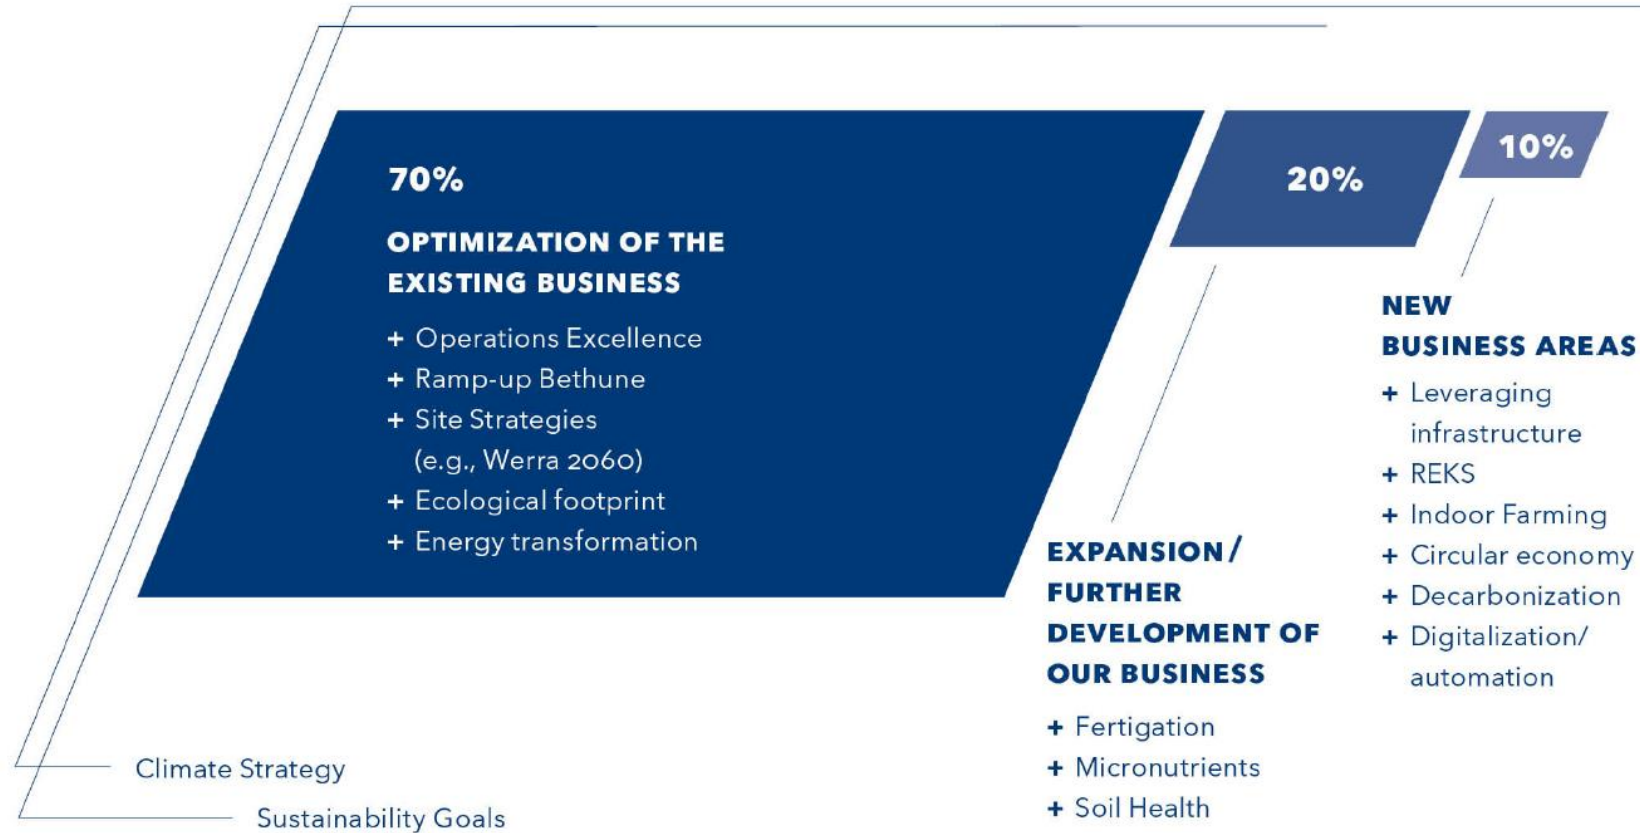 70%
OPTIMIZATION OF THE
EXISTING BUSINESS
+ Operations Excellence
+ Ramp-up Bethune
+ Site Strategies
(e.g., Werra 2060)
+ Ecological footprint
+ Energy transformation
20%
EXPANSION/
FURTHER
DEVELOPMENT OF
OUR BUSINESS
+ Fertigation
+ Micronutrients
+ Soil Health
10%
NEW
BUSINESS AREAS
+ Leveraging
infrastructure
+ REKS
+ Indoor Farming
+ Circular economy
+ Decarbonization
+ Digitalization/
automation
Climate Strategy
Sustainability Goals